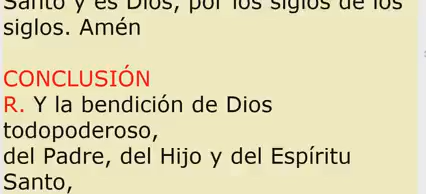 Santo y es Dios, por los siglos de los
siglos. Amén
CONCLUSIÓN
R. Y la bendición de Dios
todopoderoso,
del Padre, del Hijo y del Espíritu
Santo,